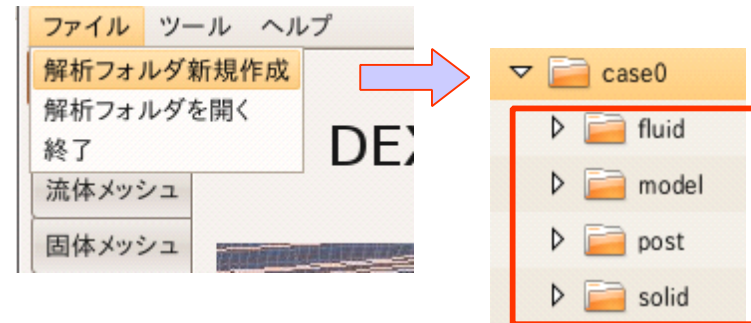 ファイル ツール ヘルプ
解析フォルダ新規作成
解析フォルダを開く
終了
DEX
流体メッシュ
固体メッシュ
case0
fluid
model
post
solid